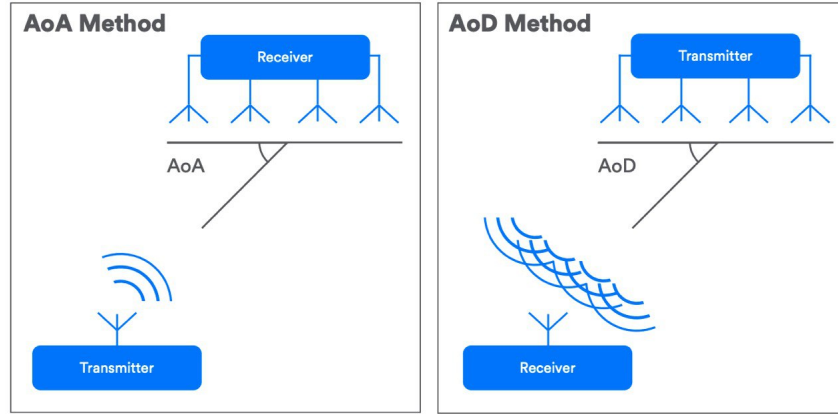 AoA Method
Receiver
AoA
Transmitter
AoD Method
Transmitter
AoD
Receiver